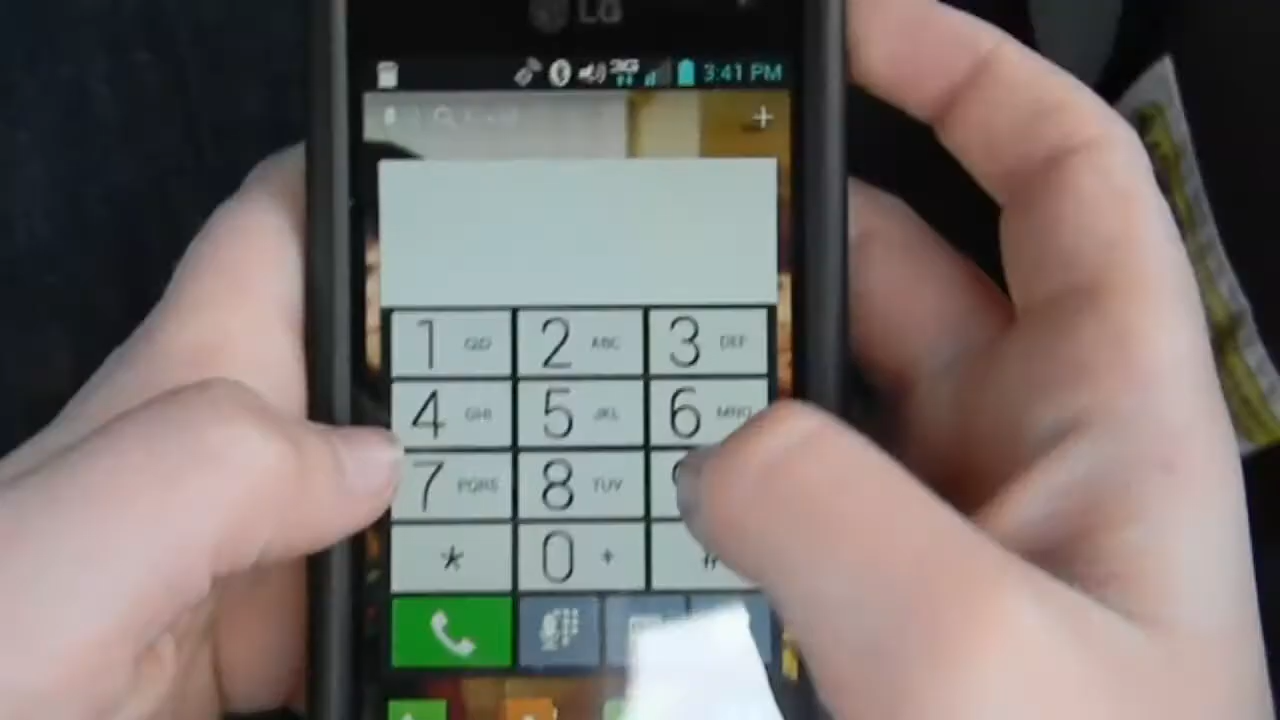 LG
3G 3:41 PM
+
1 2 ABC 3 DEF
4 GHI 5 JKL 6 MNO
7 PQRS 8 TUV
* 0 + #